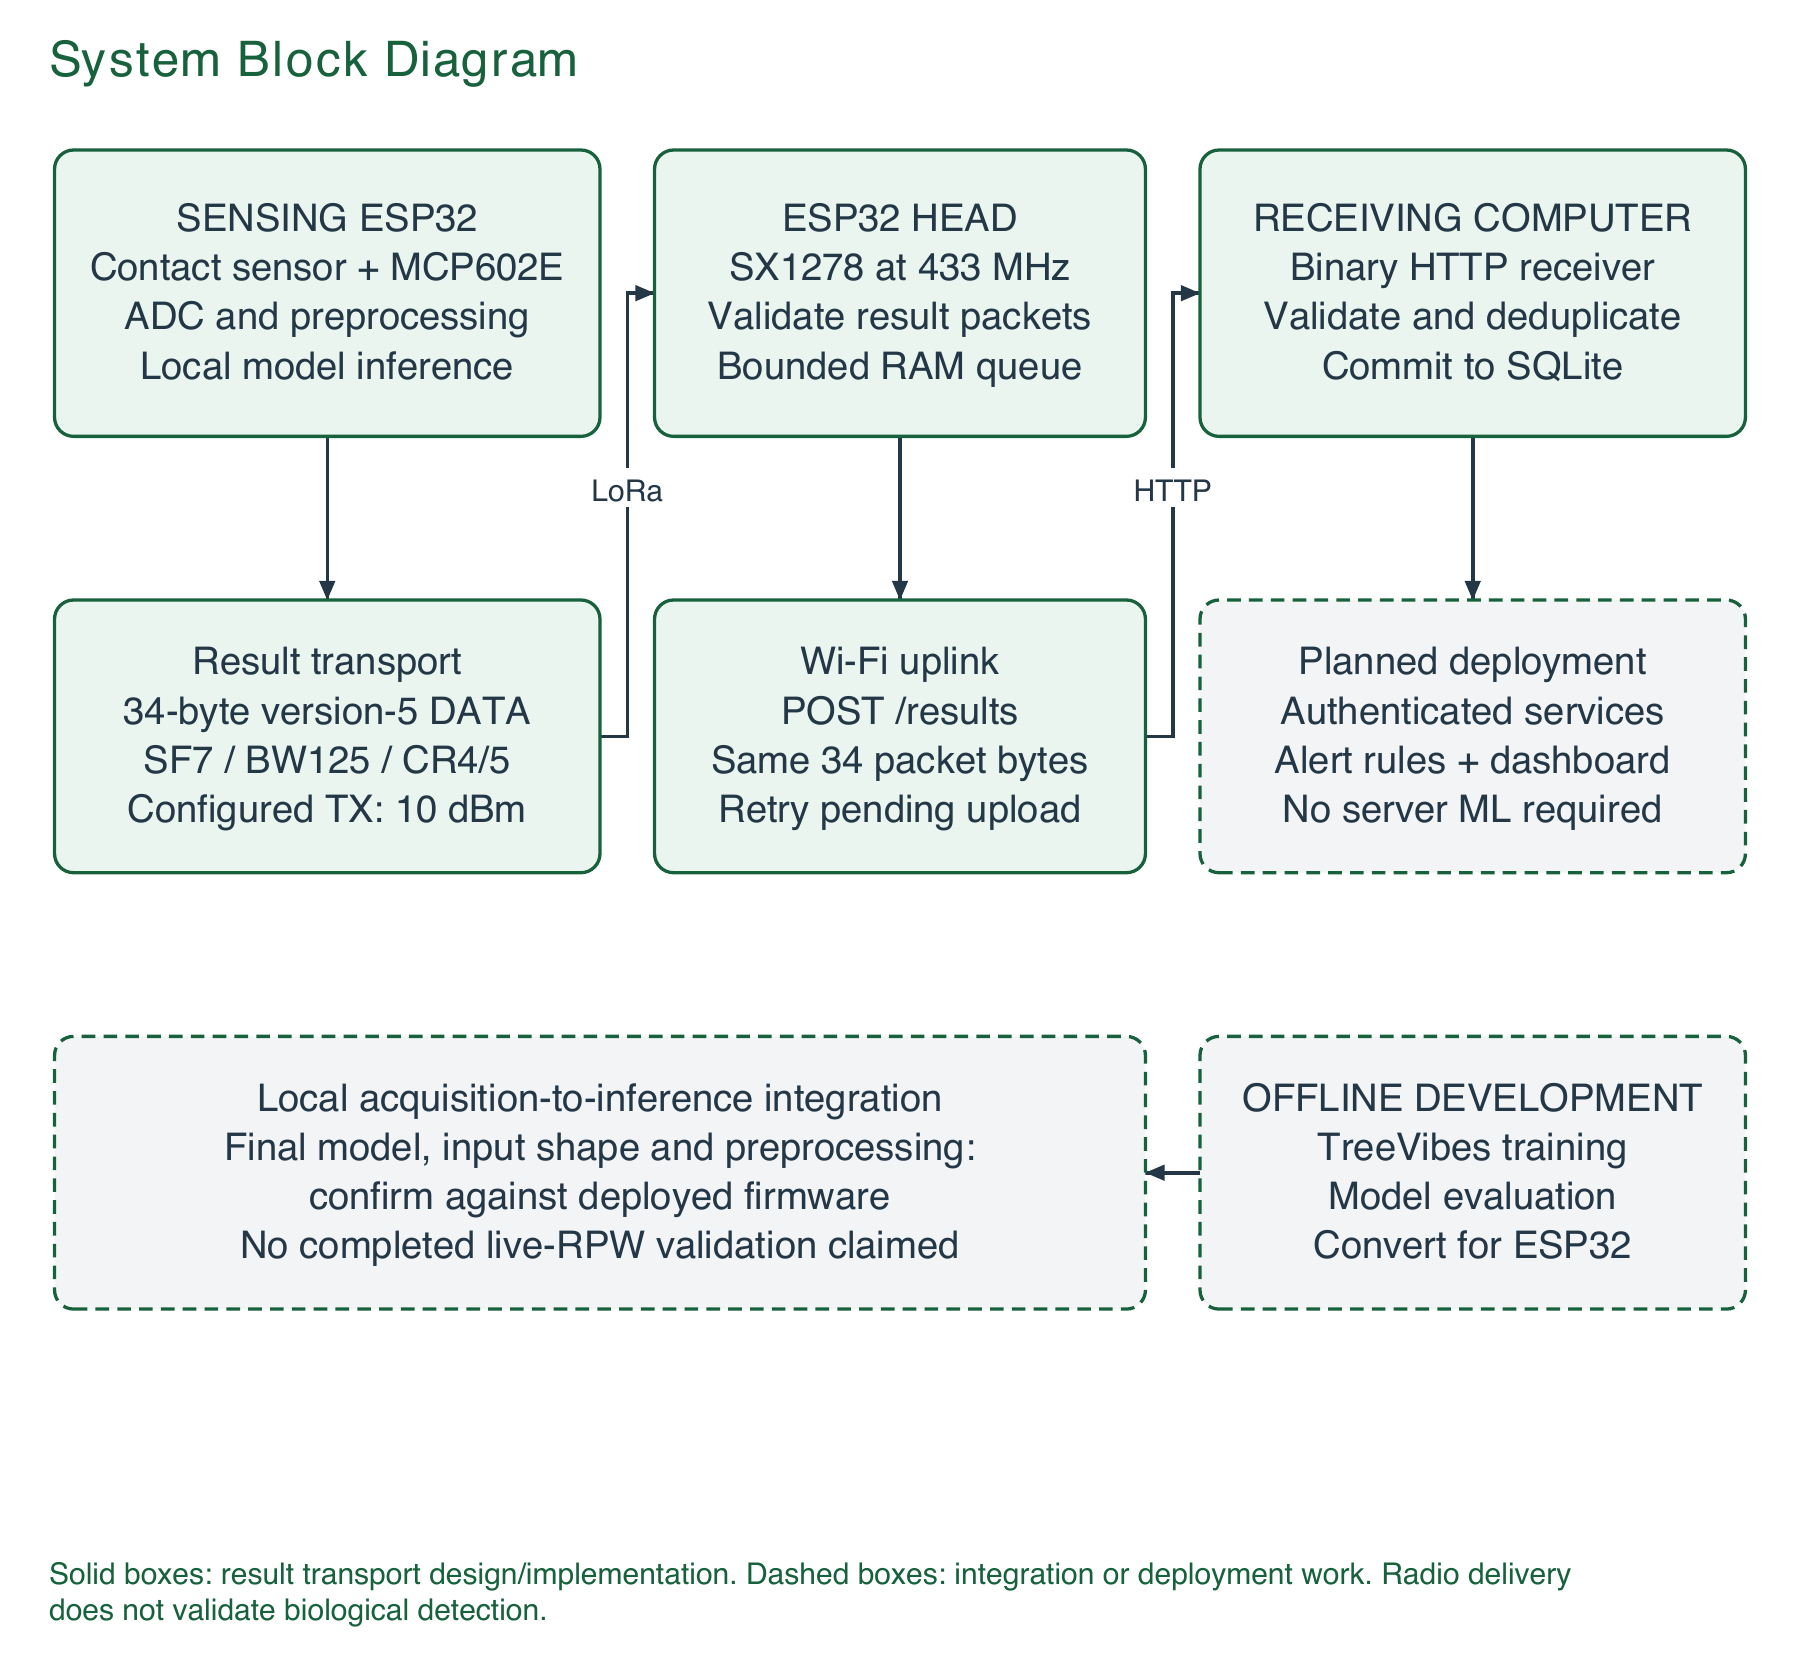 System Block Diagram
SENSING ESP32
Contact sensor + MCP602E
ADC and preprocessing
Local model inference
ESP32 HEAD
SX1278 at 433 MHz
Validate result packets
Bounded RAM queue
RECEIVING COMPUTER
Binary HTTP receiver
Validate and deduplicate
Commit to SQLite
LoRa
HTTP
Result transport
34-byte version-5 DATA
SF7 / BW125 / CR4/5
Configured TX: 10 dBm
Wi-Fi uplink
POST /results
Same 34 packet bytes
Retry pending upload
Planned deployment
Authenticated services
Alert rules + dashboard
No server ML required
Local acquisition-to-inference integration
Final model, input shape and preprocessing:
confirm against deployed firmware
No completed live-RPW validation claimed
OFFLINE DEVELOPMENT
TreeVibes training
Model evaluation
Convert for ESP32
Solid boxes: result transport design/implementation. Dashed boxes: integration or deployment work. Radio delivery
does not validate biological detection.